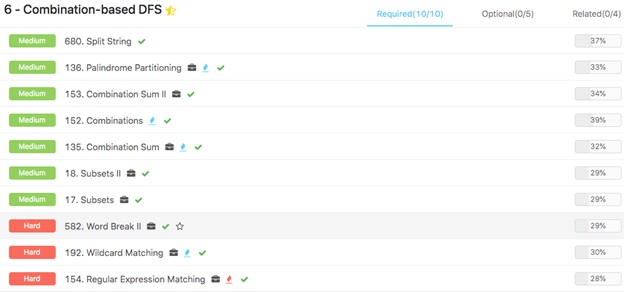 6 - Combination-based DFS Required(10/10) Optional(0/5) Related(0/4)
Medium 680. Split String 37%
Medium 136. Palindrome Partitioning 33%
Medium 153. Combination Sum II 34%
Medium 152. Combinations 39%
Medium 135. Combination Sum 32%
Medium 18. Subsets II 29%
Medium 17. Subsets 29%
Hard 582. Word Break II 29%
Hard 192. Wildcard Matching 30%
Hard 154. Regular Expression Matching 28%